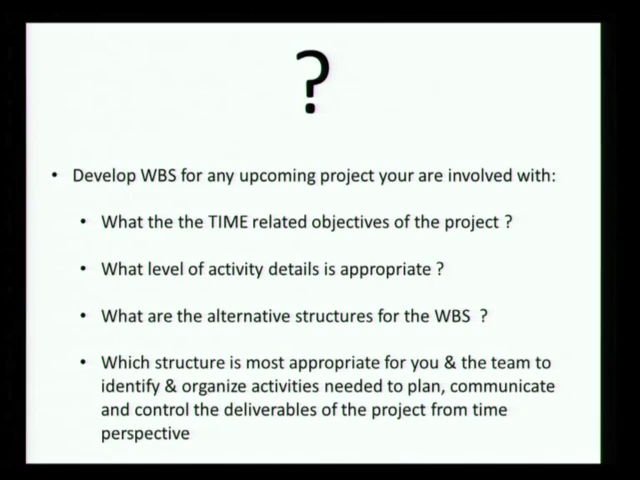 ?
• Develop WBS for any upcoming project your are involved with:
• What the the TIME related objectives of the project ?
• What level of activity details is appropriate ?
• What are the alternative structures for the WBS ?
• Which structure is most appropriate for you & the team to
identify & organize activities needed to plan, communicate
and control the deliverables of the project from time
perspective